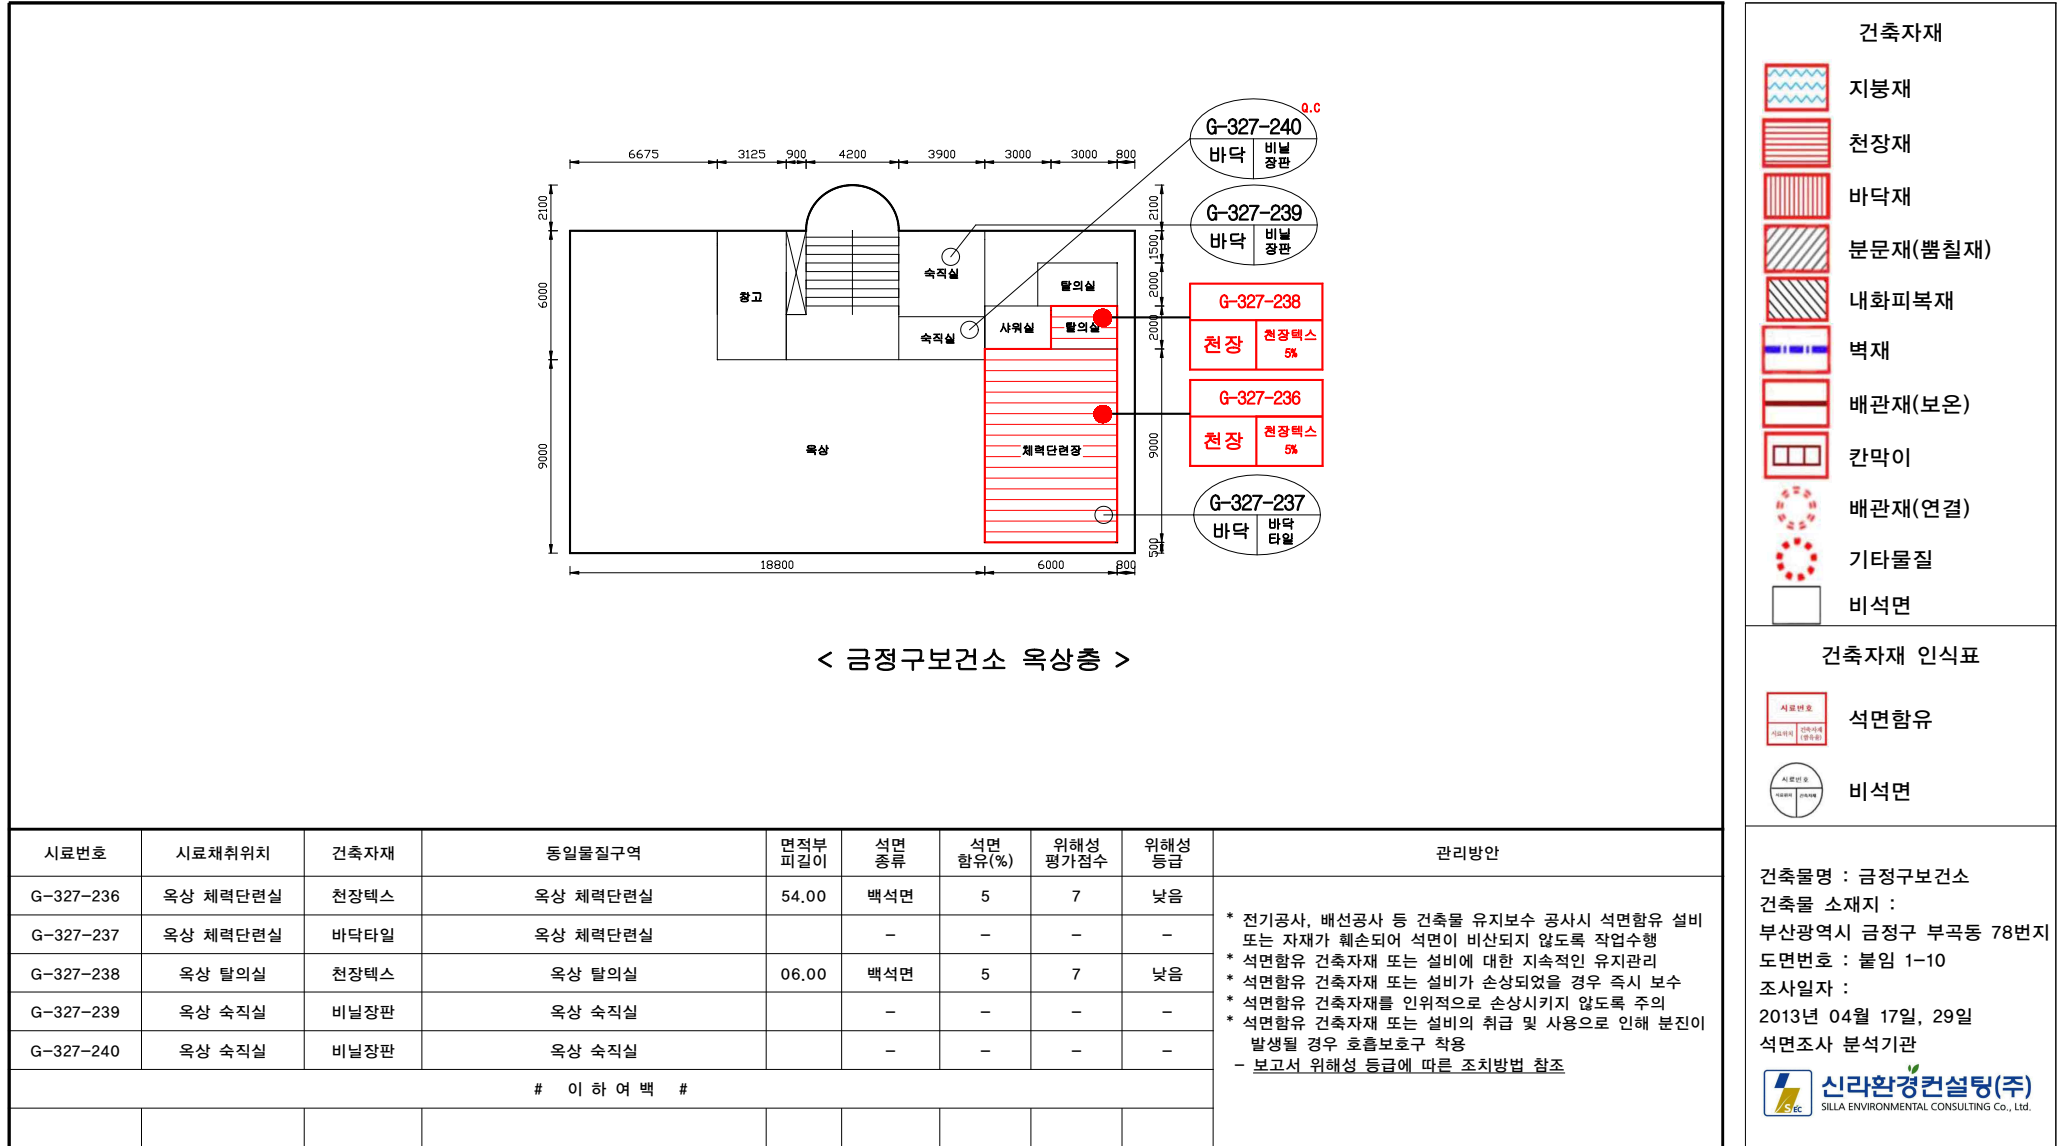 6675 3125 900 4200 3900 3000 3000 800
Q.C
G-327-240
바닥 비닐
장판
2100
2100
G-327-239
바닥 비닐
장판
1500
숙직실
2000
탈의실
창고
6000
G-327-238
천장 천장텍스
5%
샤워실
탈의실
2000
숙직실
G-327-236
천장 천장텍스
5%
옥상
체력단련장
9000
9000
G-327-237
바닥 바닥
타일
500
18800 6000 800
< 금정구보건소 옥상층 >
시료번호 시료채취위치 건축자재 동일물질구역 면적부피길이 석면종류 석면함유(%) 위해성평가점수 위해성등급 관리방안
G-327-236 옥상 체력단련실 천장텍스 옥상 체력단련실 54.00 백석면 5 7 낮음
G-327-237 옥상 체력단련실 바닥타일 옥상 체력단련실 - - - -
G-327-238 옥상 탈의실 천장텍스 옥상 탈의실 06.00 백석면 5 7 낮음
G-327-239 옥상 숙직실 비닐장판 옥상 숙직실 - - - -
G-327-240 옥상 숙직실 비닐장판 옥상 숙직실 - - - -
# 이 하 여 백 #
* 전기공사, 배선공사 등 건축물 유지보수 공사시 석면함유 설비
또는 자재가 훼손되어 석면이 비산되지 않도록 작업수행
* 석면함유 건축자재 또는 설비에 대한 지속적인 유지관리
* 석면함유 건축자재 또는 설비가 손상되었을 경우 즉시 보수
* 석면함유 건축자재를 인위적으로 손상시키지 않도록 주의
* 석면함유 건축자재 또는 설비의 취급 및 사용으로 인해 분진이
발생될 경우 호흡보호구 착용
- 보고서 위해성 등급에 따른 조치방법 참조
건축자재
지붕재
천장재
바닥재
분문재(뿜칠재)
내화피복재
벽재
배관재(보온)
칸막이
배관재(연결)
기타물질
비석면
건축자재 인식표
시료번호
시료위치 건축자재
(함유율)
석면함유
시료번호
시료위치 건축자재
비석면
건축물명 : 금정구보건소
건축물 소재지 :
부산광역시 금정구 부곡동 78번지
도면번호 : 붙임 1-10
조사일자 :
2013년 04월 17일, 29일
석면조사 분석기관
SEC
신라환경컨설팅(주)
SILLA ENVIRONMENTAL CONSULTING Co., Ltd.